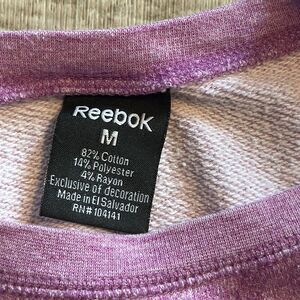 Reebok
M
82% Cotton
14% Polyester
4% Rayon
Exclusive of decoration
Made in El Salvador
RN#104141